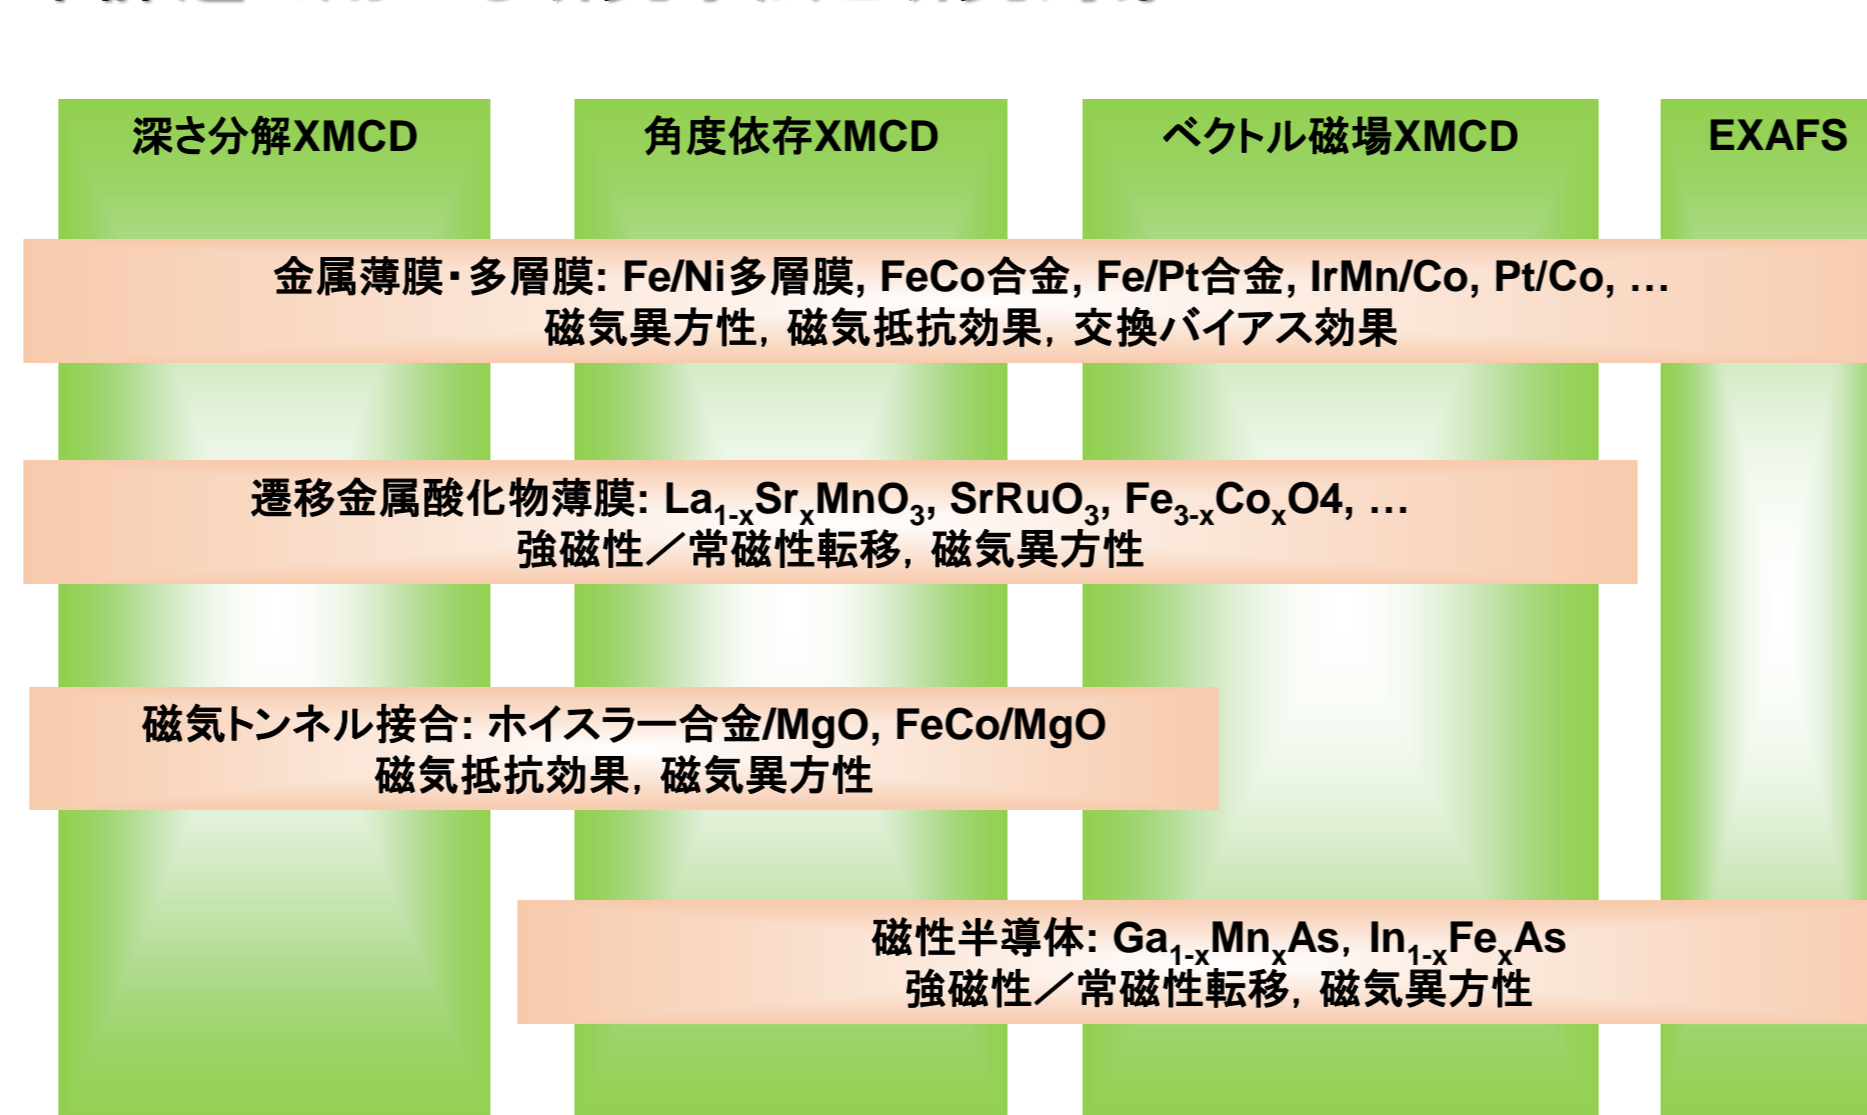 深さ分解XMCD
角度依存XMCD
ベクトル磁場XMCD
EXAFS
金属薄膜・多層膜: Fe/Ni多層膜, FeCo合金, Fe/Pt合金, IrMn/Co, Pt/Co, …
磁気異方性, 磁気抵抗効果, 交換バイアス効果
遷移金属酸化物薄膜: La1-xSrxMnO3, SrRuO3, Fe3-xCoxO4, …
強磁性／常磁性転移, 磁気異方性
磁気トンネル接合: ホイスラー合金/MgO, FeCo/MgO
磁気抵抗効果, 磁気異方性
磁性半導体: Ga1-xMnxAs, In1-xFexAs
強磁性／常磁性転移, 磁気異方性